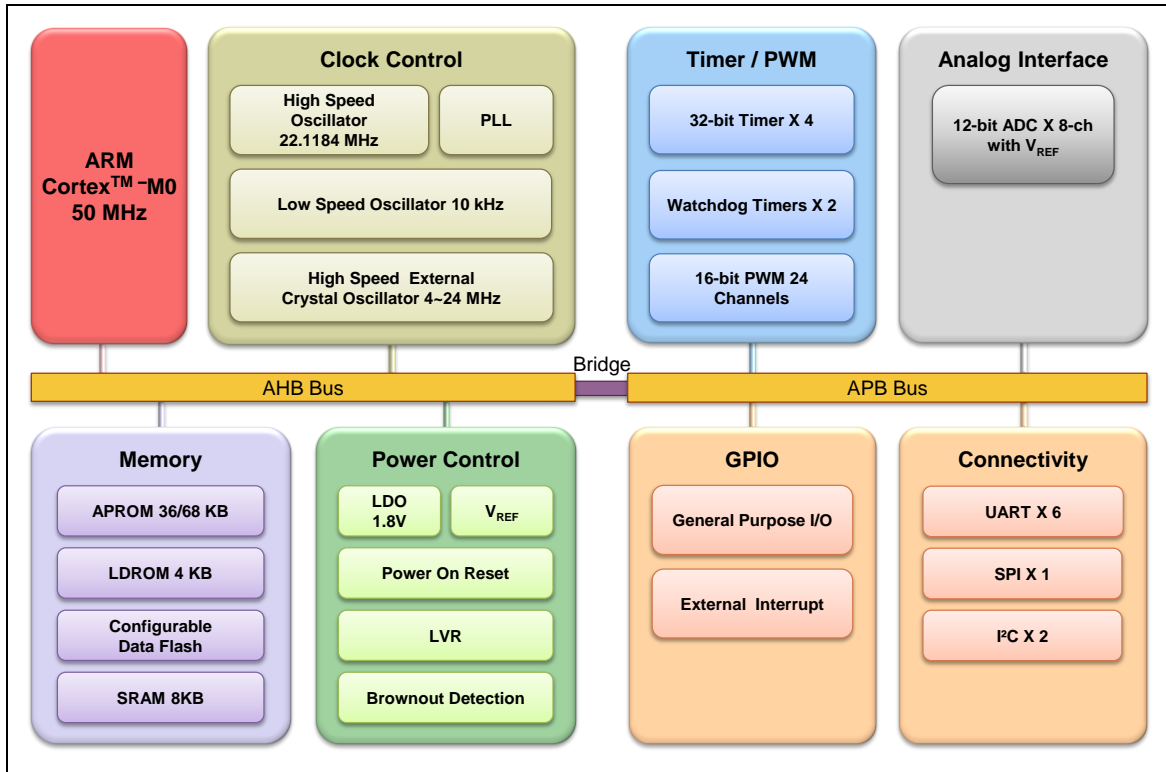 ARM
Cortex™ –M0
50 MHz
Clock Control
High Speed
Oscillator
22.1184 MHz
PLL
Low Speed Oscillator 10 kHz
High Speed External
Crystal Oscillator 4~24 MHz
Timer / PWM
32-bit Timer X 4
Watchdog Timers X 2
16-bit PWM 24
Channels
Analog Interface
12-bit ADC X 8-ch
with VREF
AHB Bus
Bridge
APB Bus
Memory
APROM 36/68 KB
LDROM 4 KB
Configurable
Data Flash
SRAM 8KB
Power Control
LDO
1.8V
VREF
Power On Reset
LVR
Brownout Detection
GPIO
General Purpose I/O
External Interrupt
Connectivity
UART X 6
SPI X 1
I²C X 2